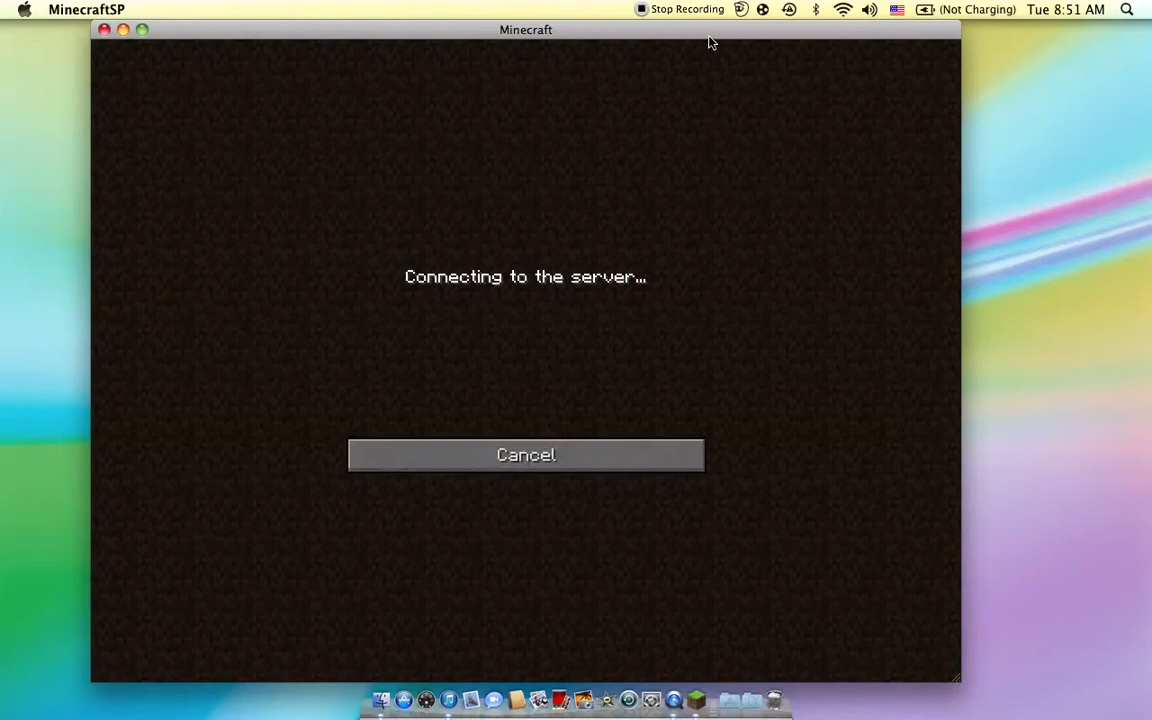 MinecraftSP
Stop Recording
(Not Charging)
Tue 8:51 AM
Minecraft
Connecting to the server...
Cancel